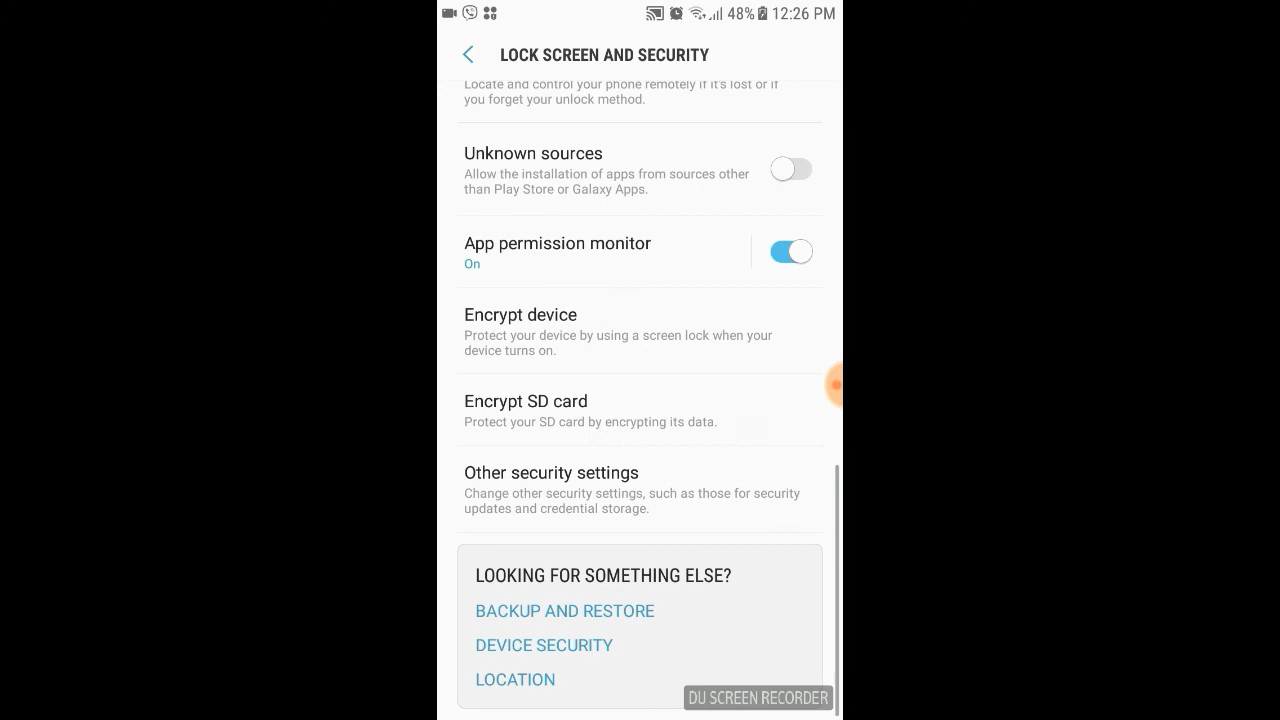 48% 12:26 PM
LOCK SCREEN AND SECURITY
Locate and control your phone remotely if it's lost or if
you forget your unlock method.
Unknown sources
Allow the installation of apps from sources other
than Play Store or Galaxy Apps.
App permission monitor
On
Encrypt device
Protect your device by using a screen lock when your
device turns on.
Encrypt SD card
Protect your SD card by encrypting its data.
Other security settings
Change other security settings, such as those for security
updates and credential storage.
LOOKING FOR SOMETHING ELSE?
BACKUP AND RESTORE
DEVICE SECURITY
LOCATION
DU SCREEN RECORDER